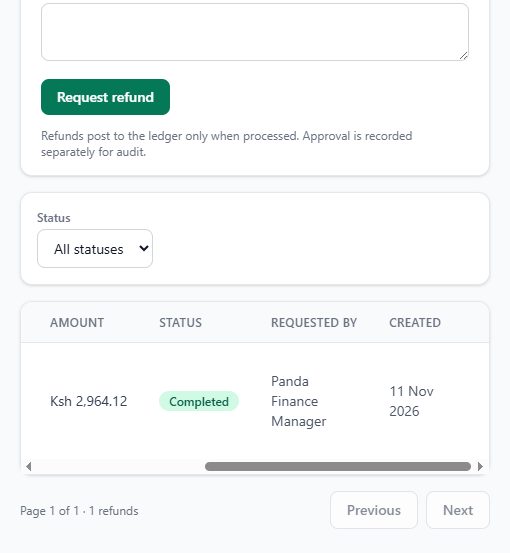 Request refund
Refunds post to the ledger only when processed. Approval is recorded
separately for audit.
Status
All statuses
AMOUNT STATUS REQUESTED BY CREATED
Ksh 2,964.12 Completed Panda Finance Manager 11 Nov 2026
Page 1 of 1 · 1 refunds
Previous Next